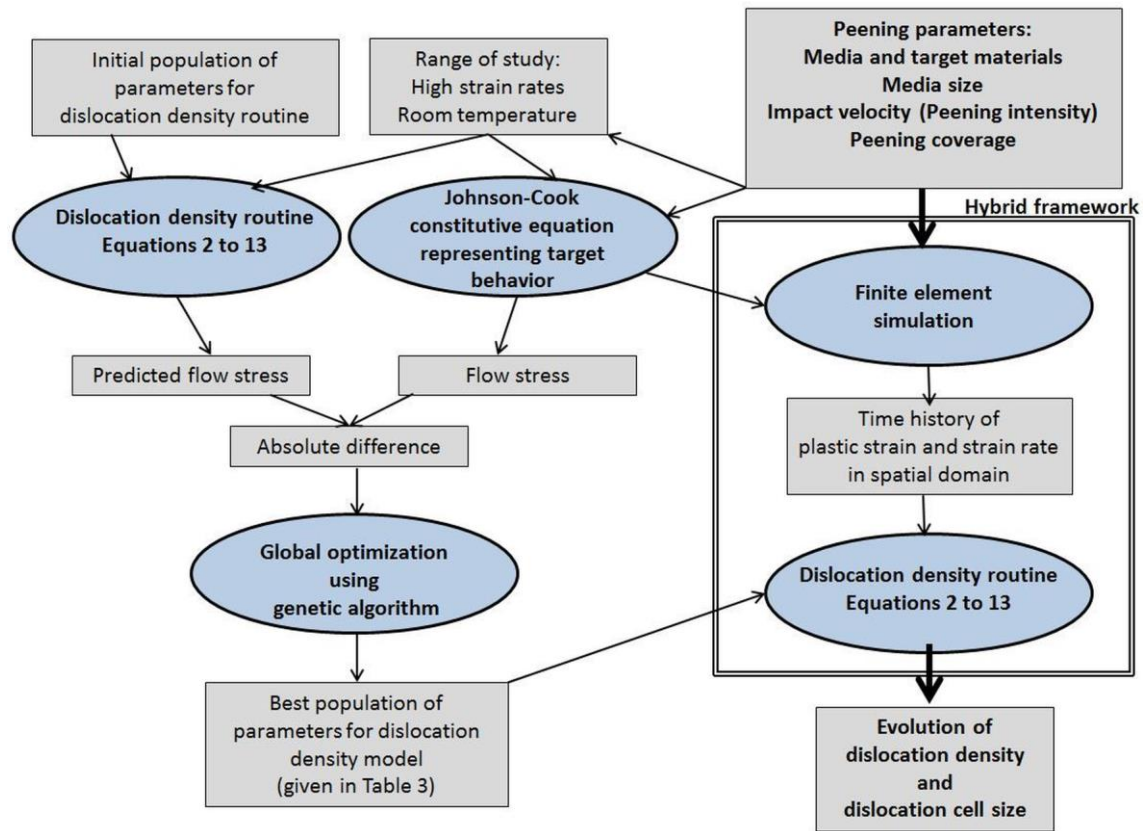 Initial population of
parameters for
dislocation density routine
Range of study:
High strain rates
Room temperature
Peening parameters:
Media and target materials
Media size
Impact velocity (Peening intensity)
Peening coverage
Dislocation density routine
Equations 2 to 13
Johnson-Cook
constitutive equation
representing target
behavior
Hybrid framework
Finite element
simulation
Predicted flow stress
Flow stress
Absolute difference
Time history of
plastic strain and strain rate
in spatial domain
Global optimization
using
genetic algorithm
Dislocation density routine
Equations 2 to 13
Best population of
parameters for dislocation
density model
(given in Table 3)
Evolution of
dislocation density
and
dislocation cell size